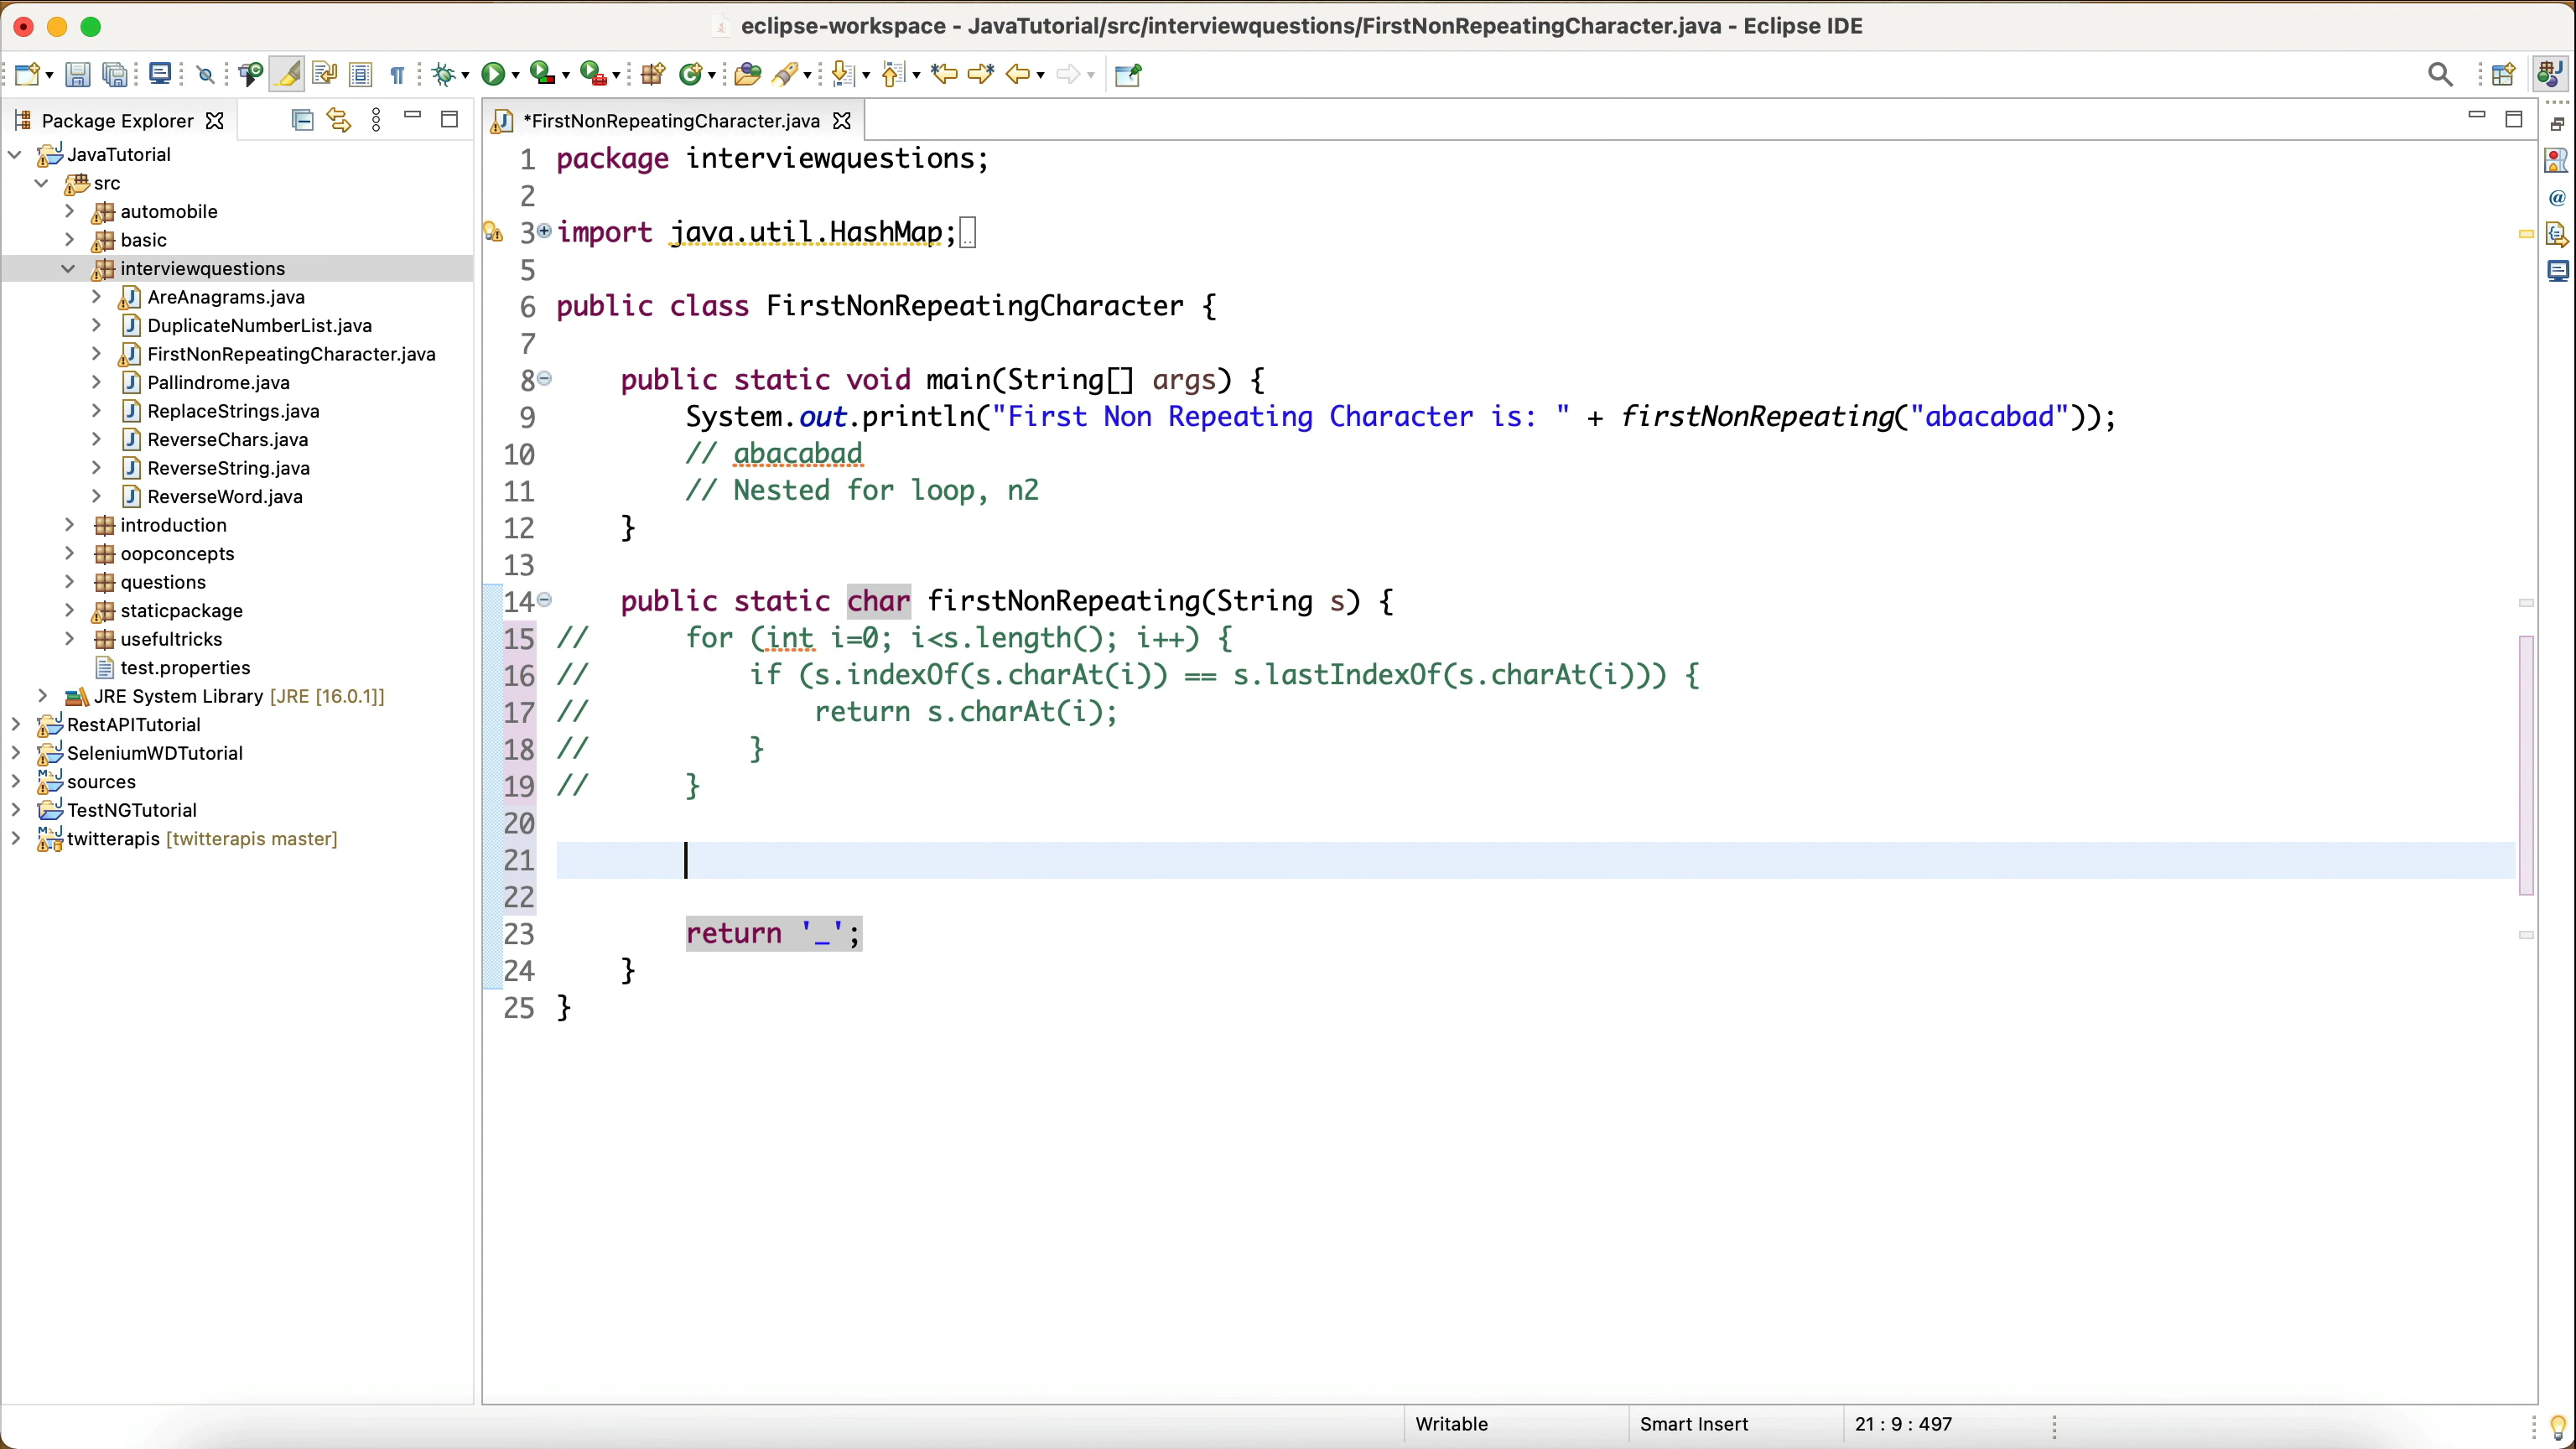 eclipse-workspace - JavaTutorial/src/interviewquestions/FirstNonRepeatingCharacter.java - Eclipse IDE
Package Explorer
JavaTutorial
src
automobile
basic
interviewquestions
AreAnagrams.java
DuplicateNumberList.java
FirstNonRepeatingCharacter.java
Pallindrome.java
ReplaceStrings.java
ReverseChars.java
ReverseString.java
ReverseWord.java
introduction
oopconcepts
questions
staticpackage
usefultricks
test.properties
JRE System Library [JRE [16.0.1]]
RestAPITutorial
SeleniumWDTutorial
sources
TestNGTutorial
twitterapis [twitterapis master]
*FirstNonRepeatingCharacter.java
1 package interviewquestions;
2
3 import java.util.HashMap;
5
6 public class FirstNonRepeatingCharacter {
7
8 public static void main(String[] args) {
9 System.out.println("First Non Repeating Character is: " + firstNonRepeating("abacabad"));
10 // abacabad
11 // Nested for loop, n2
12 }
13
14 public static char firstNonRepeating(String s) {
15 // for (int i=0; i<s.length(); i++) {
16 // if (s.indexOf(s.charAt(i)) == s.lastIndexOf(s.charAt(i))) {
17 // return s.charAt(i);
18 // }
19 // }
20
21
22
23 return '_';
24 }
25 }
Writable
Smart Insert
21 : 9 : 497